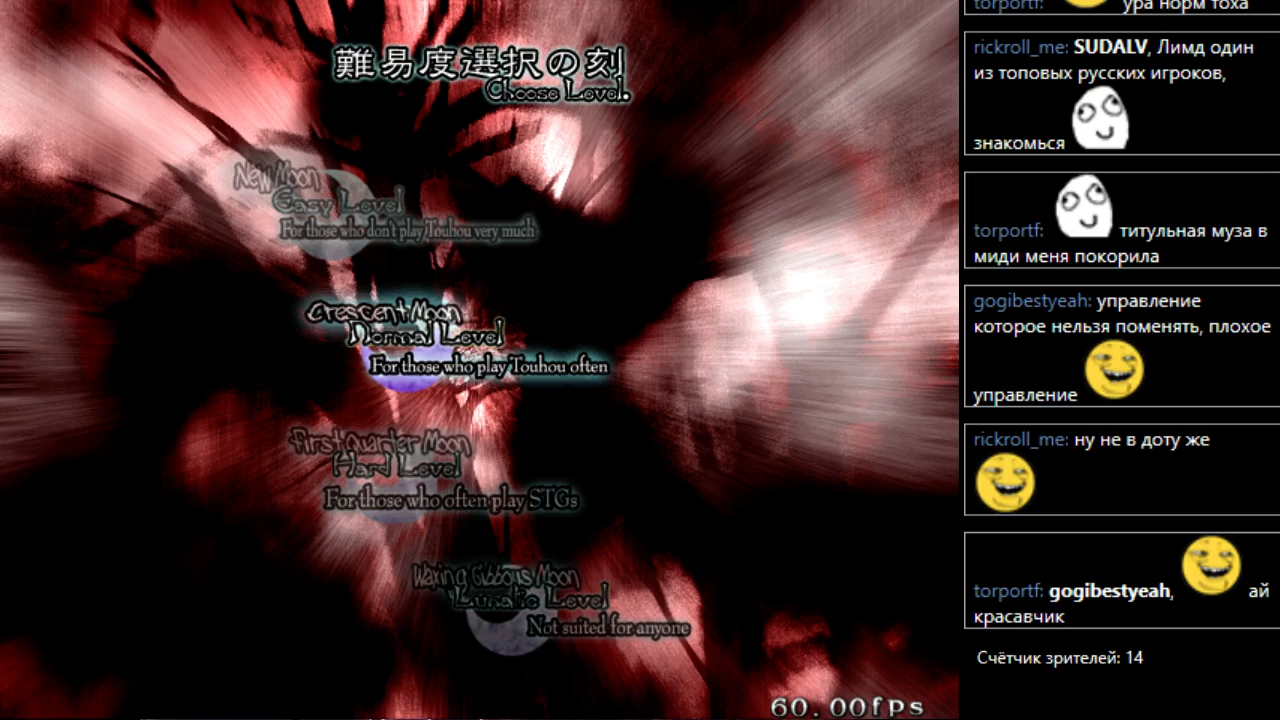 難易度選択の刻
Choose Level.
New Moon
Easy Level
For those who don't play Touhou very much
Crescent Moon
Normal Level
For those who play Touhou often
First quarter Moon
Hard Level
For those who often play STGs
Waxing Gibbous Moon
Lunatic Level
Not suited for anyone
60.00fps
torportf: ура норм тоха
rickroll_me: SUDALV, Лимд один
из топовых русских игроков,
знакомься
torportf: титульная муза в
миди меня покорила
gogibestyeah: управление
которое нельзя поменять, плохое
управление
rickroll_me: ну не в доту же
torportf: gogibestyeah, ай
красавчик
Счётчик зрителей: 14